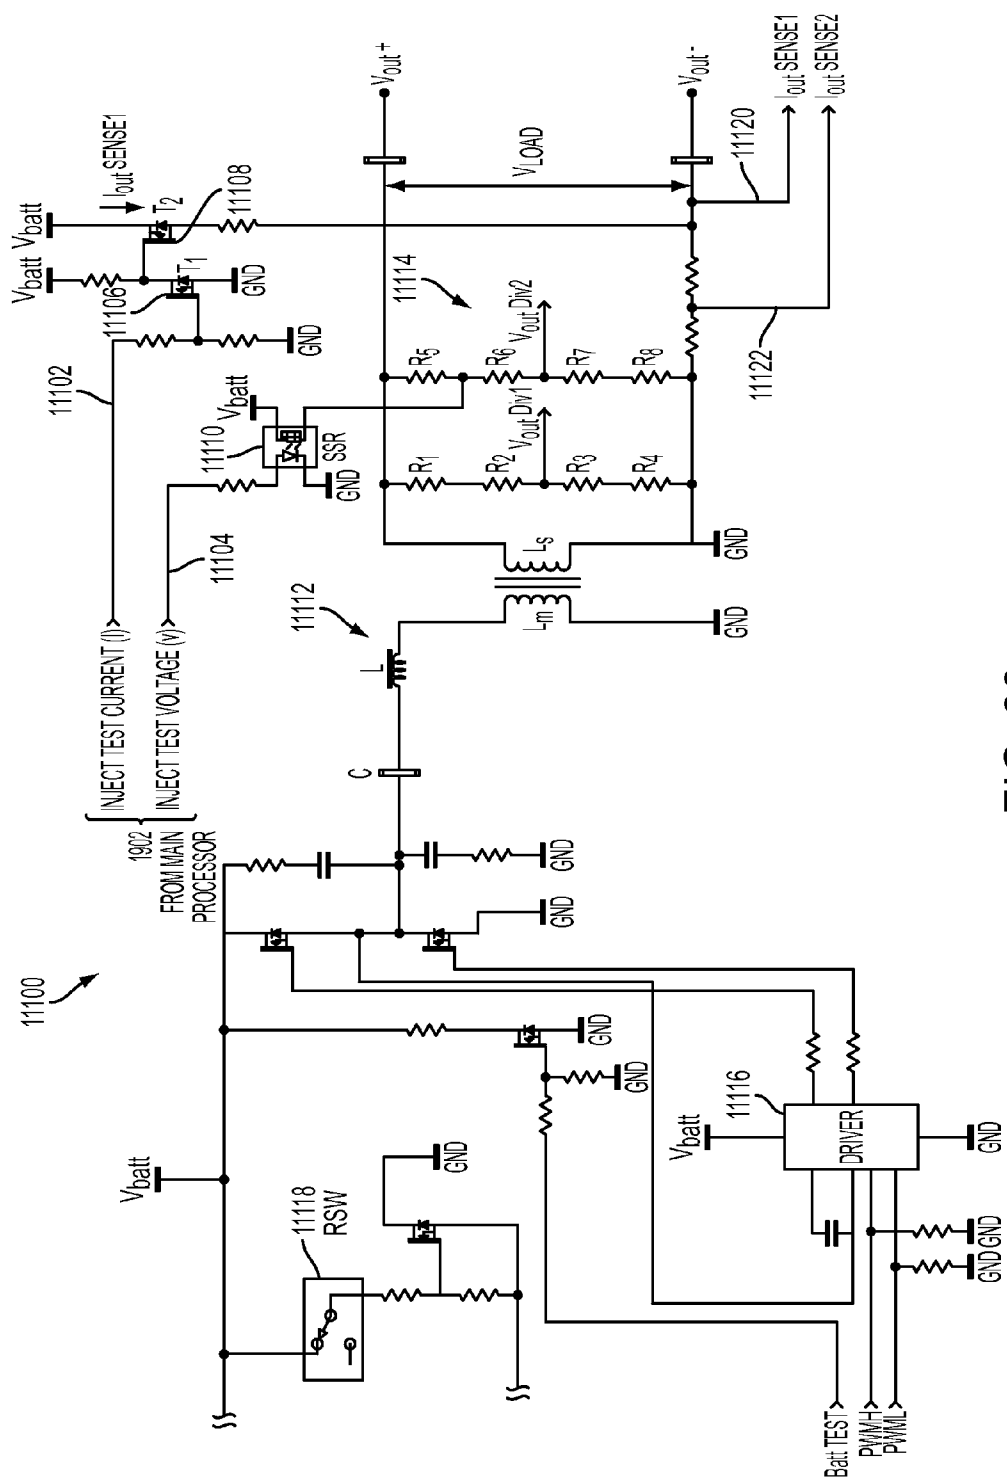 11100
1902
FROM MAIN
PROCESSOR
INJECT TEST CURRENT (I)
INJECT TEST VOLTAGE (v)
11102
11104
11106
11108
11110
SSR
Vbatt
Vbatt
Vbatt
T1
T2
Iout SENSE1
GND
GND
GND
Vbatt
11118
RSW
GND
GND
GND
GND
GND
C
L
11112
Lm
Ls
GND
GND
R1
R2
R3
R4
Vout Div1
R5
R6
R7
R8
Vout Div2
11114
VLOAD
Vout +
Vout -
11120
11122
Iout SENSE1
Iout SENSE2
Vbatt
11116
DRIVER
GND
GND
GND
Batt TEST
PWMH
PWML